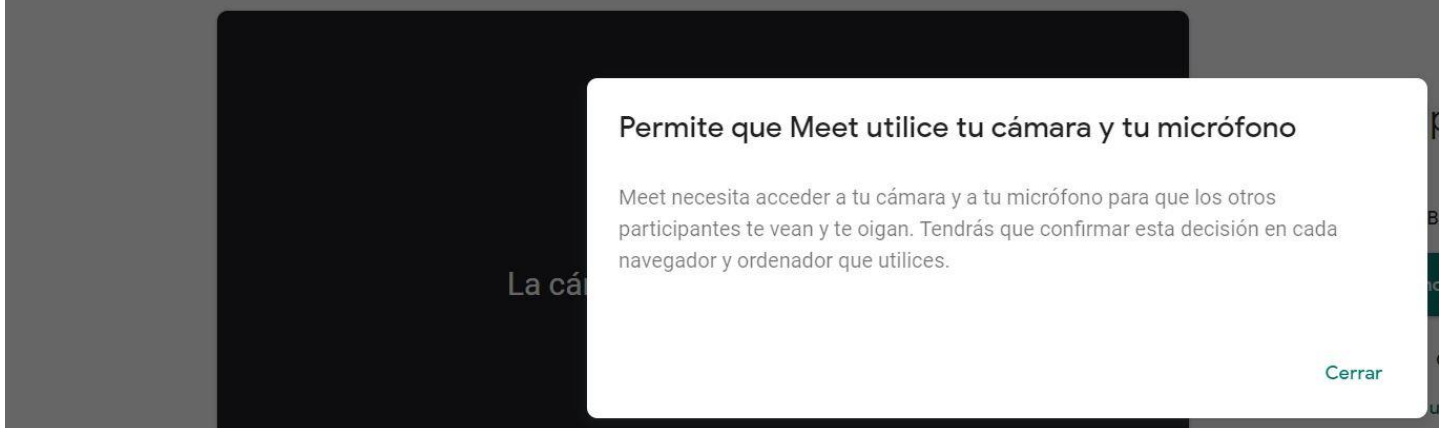 Permite que Meet utilice tu cámara y tu micrófono
Meet necesita acceder a tu cámara y a tu micrófono para que los otros
participantes te vean y te oigan. Tendrás que confirmar esta decisión en cada
navegador y ordenador que utilices.
La
Cerrar